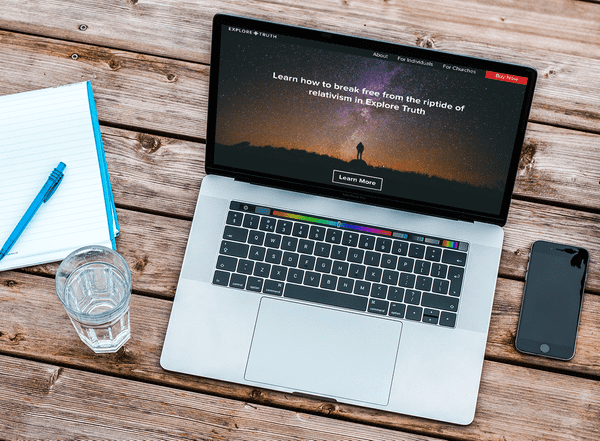 EXPLORE TRUTH
About For Individuals For Churches Buy Now
Learn how to break free from the riptide of
relativism in Explore Truth
Learn More